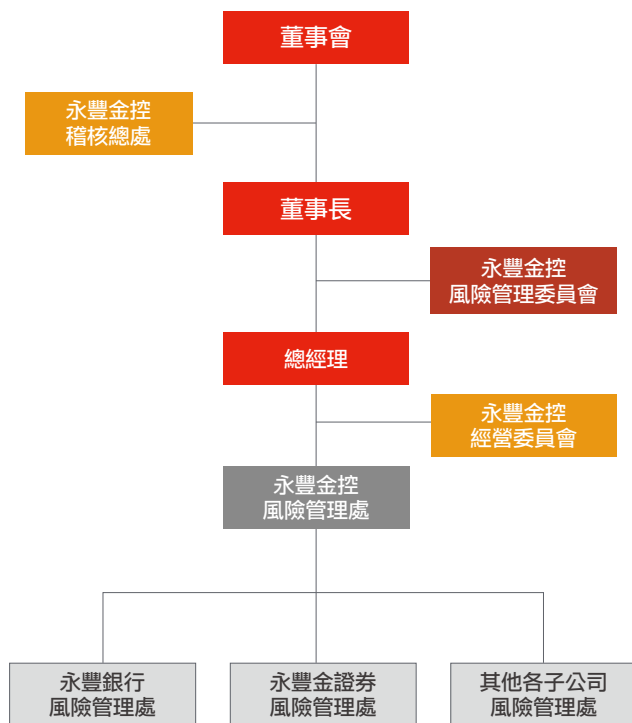 董事會
永豐金控
稽核總處
董事長
永豐金控
風險管理委員會
總經理
永豐金控
經營委員會
永豐金控
風險管理處
永豐銀行
風險管理處
永豐金證券
風險管理處
其他各子公司
風險管理處